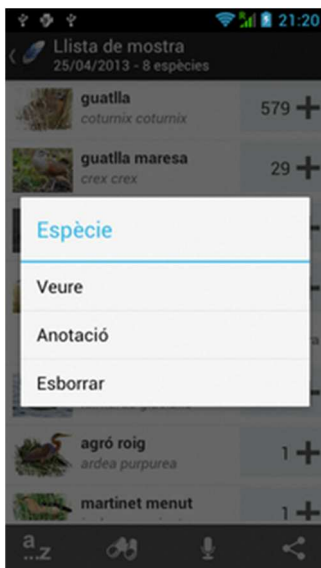 21:20
Llista de mostra
25/04/2013 - 8 espècies
guatlla
coturnix coturnix
579 +
guatlla maresa
crex crex
29 +
Espècie
Veure
Anotació
Esborrar
agró roig
ardea purpurea
1 +
martinet menut
1 +
a
...z